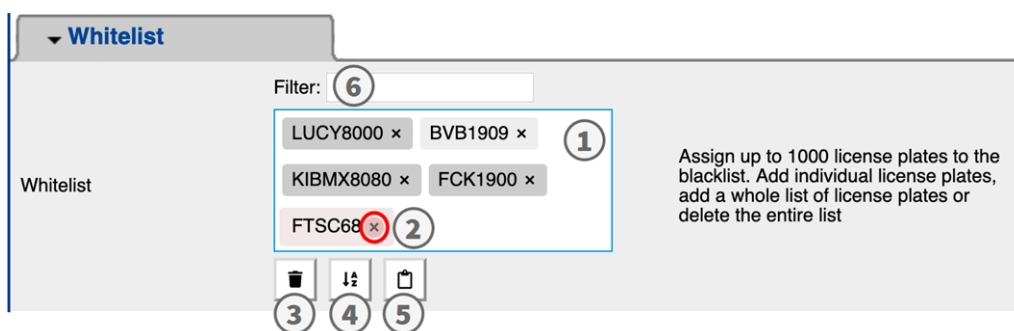 Whitelist
Filter: 6
LUCY8000 × BVB1909 × 1
KIBMX8080 × FCK1900 ×
FTSC68 × 2
Whitelist
Assign up to 1000 license plates to the
blacklist. Add individual license plates,
add a whole list of license plates or
delete the entire list
3 4 5